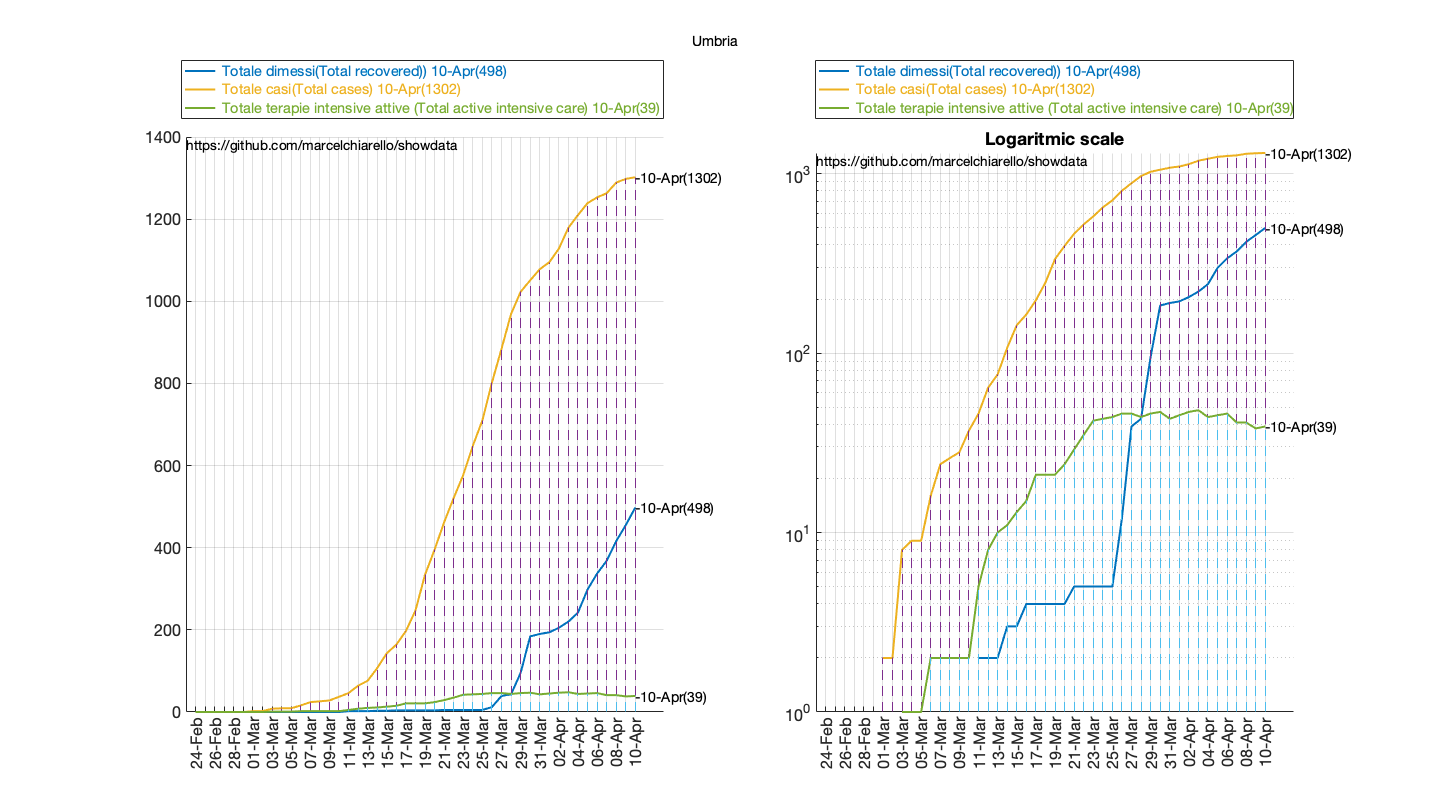 Umbria
Totale dimessi(Total recovered)) 10-Apr(498)
Totale casi(Total cases) 10-Apr(1302)
Totale terapie intensive attive (Total active intensive care) 10-Apr(39)
https://github.com/marcelchiarello/showdata
1400
1200
1000
800
600
400
200
0
10-Apr(1302)
10-Apr(498)
10-Apr(39)
24-Feb
26-Feb
28-Feb
01-Mar
03-Mar
05-Mar
07-Mar
09-Mar
11-Mar
13-Mar
15-Mar
17-Mar
19-Mar
21-Mar
23-Mar
25-Mar
27-Mar
29-Mar
31-Mar
02-Apr
04-Apr
06-Apr
08-Apr
10-Apr
Totale dimessi(Total recovered)) 10-Apr(498)
Totale casi(Total cases) 10-Apr(1302)
Totale terapie intensive attive (Total active intensive care) 10-Apr(39)
Logaritmic scale
https://github.com/marcelchiarello/showdata
10³
10²
10¹
10⁰
10-Apr(1302)
10-Apr(498)
10-Apr(39)
24-Feb
26-Feb
28-Feb
01-Mar
03-Mar
05-Mar
07-Mar
09-Mar
11-Mar
13-Mar
15-Mar
17-Mar
19-Mar
21-Mar
23-Mar
25-Mar
27-Mar
29-Mar
31-Mar
02-Apr
04-Apr
06-Apr
08-Apr
10-Apr